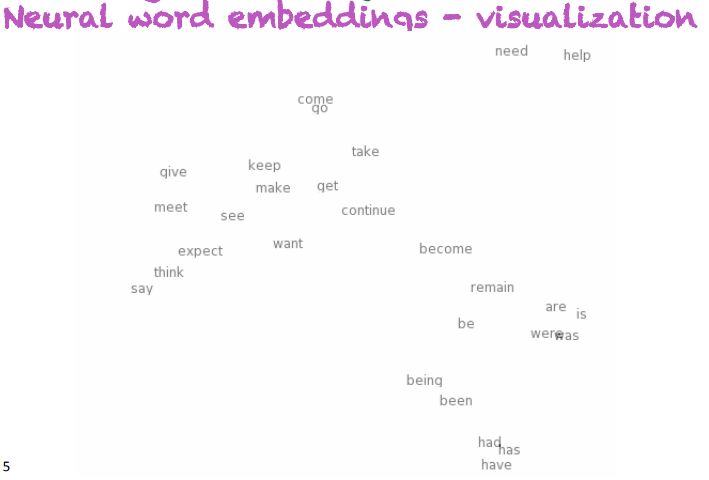 Neural word embeddings - visualization
need
help
come
go
take
give
keep
make
get
meet
see
continue
expect
want
become
think
say
remain
are
is
be
were
was
being
been
had
has
have
5